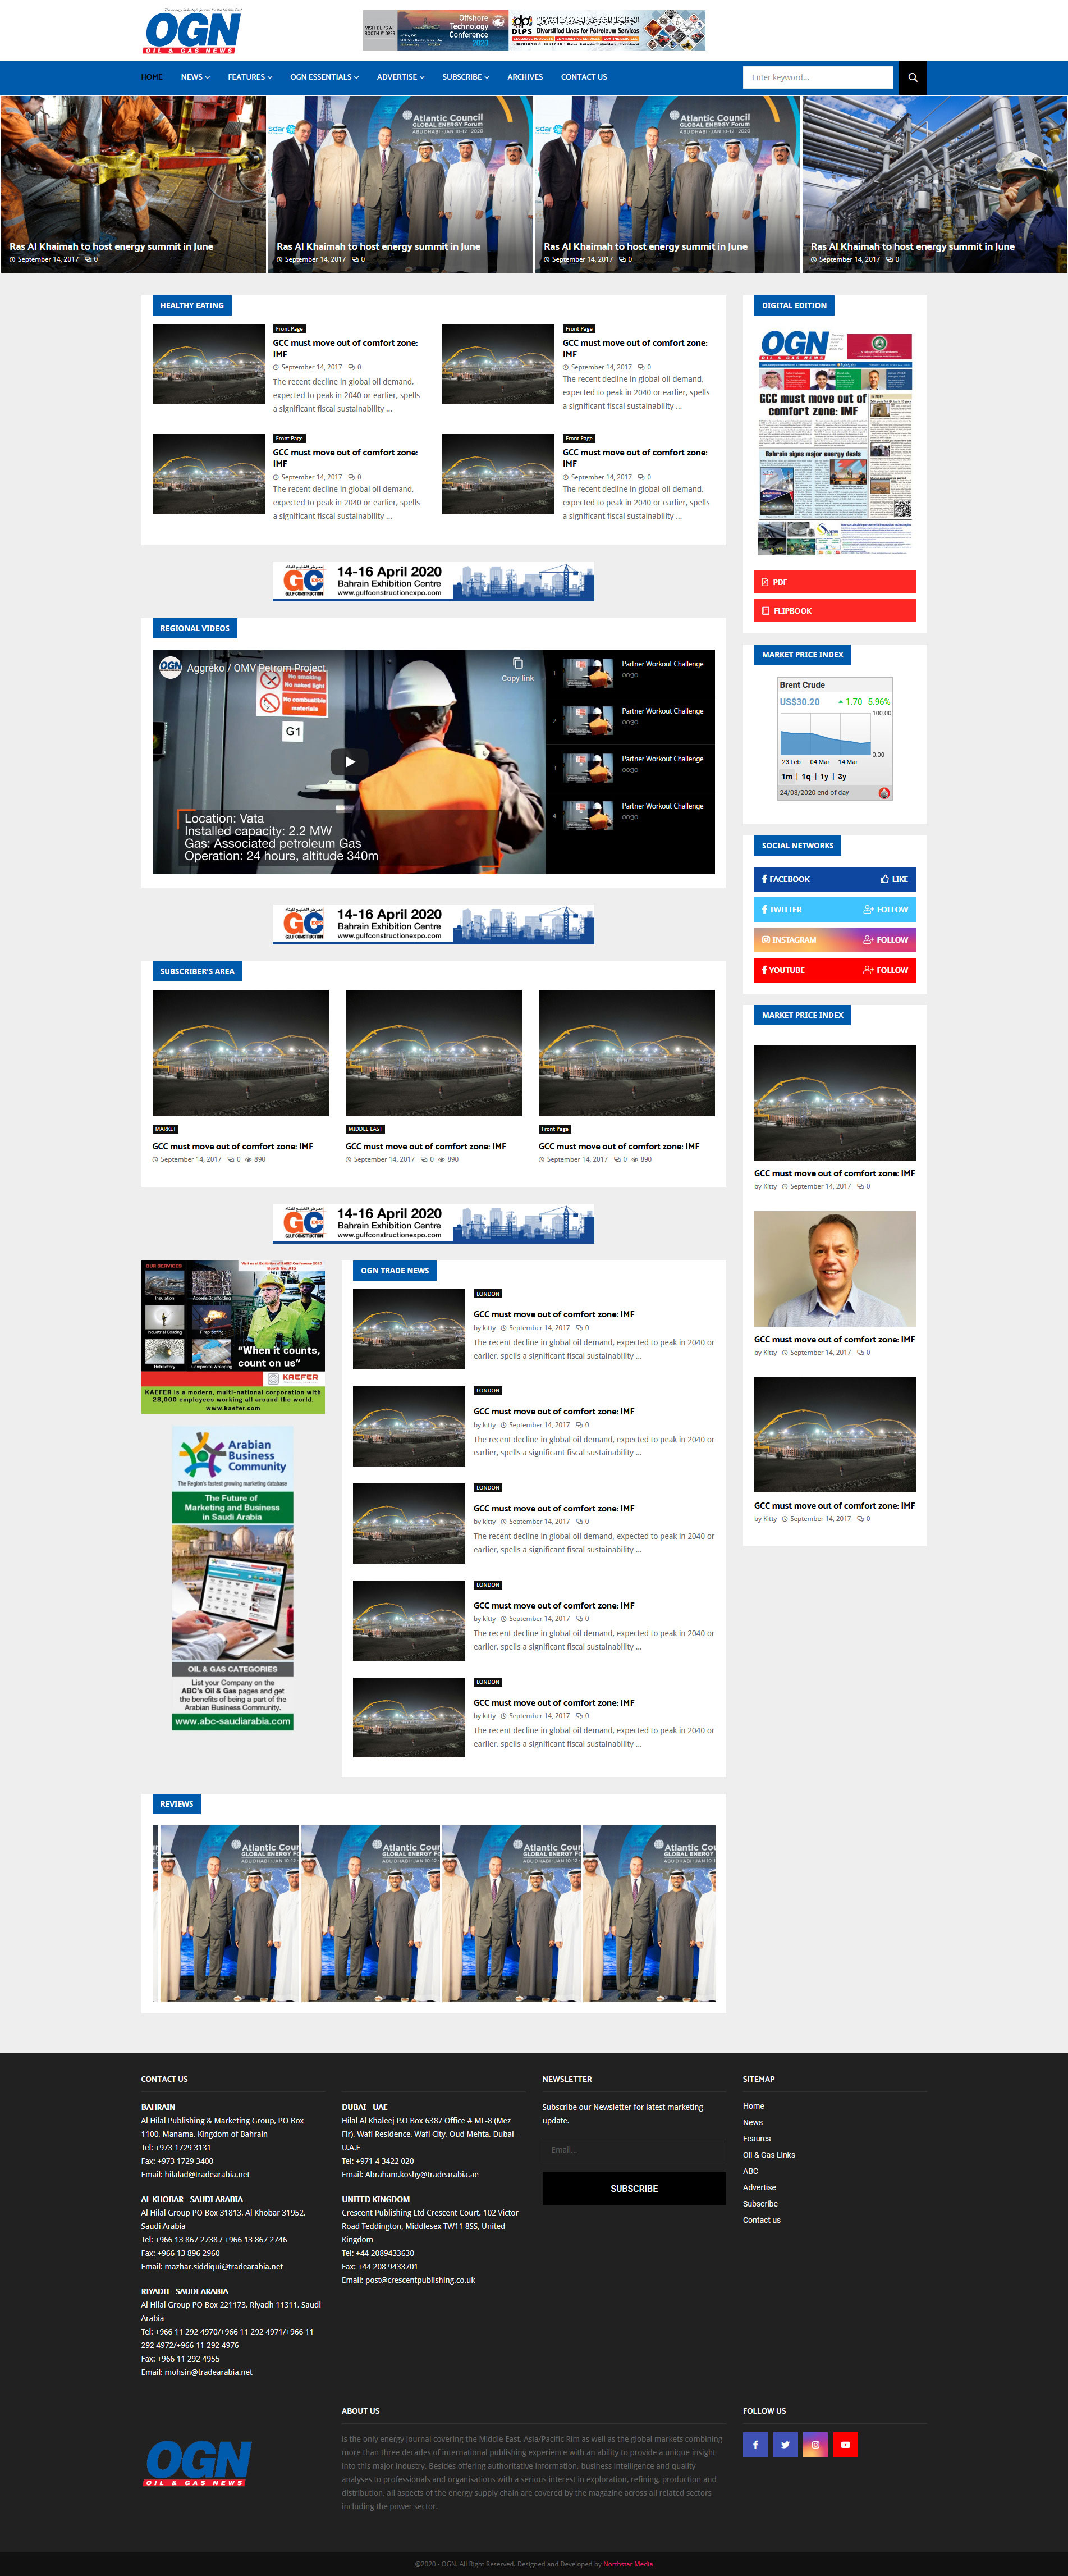 The energy industry's journal for the Middle East
OGN
OIL & GAS NEWS
Offshore
Technology
Conference
2020
DLPS
Diversified Lines for Petroleum Services
HOME
NEWS
FEATURES
OGN ESSENTIALS
ADVERTISE
SUBSCRIBE
ARCHIVES
CONTACT US
Enter keyword...
Atlantic Council
GLOBAL ENERGY FORUM
ABU DHABI • JAN 10-12 • 2020
Atlantic Council
GLOBAL ENERGY FORUM
ABU DHABI • JAN 10-12 • 2020
Ras Al Khaimah to host energy summit in June
September 14, 2017 0
Ras Al Khaimah to host energy summit in June
September 14, 2017 0
Ras Al Khaimah to host energy summit in June
September 14, 2017 0
Ras Al Khaimah to host energy summit in June
September 14, 2017 0
HEALTHY EATING
Front Page
GCC must move out of comfort zone:
IMF
September 14, 2017 0
The recent decline in global oil demand,
expected to peak in 2040 or earlier, spells
a significant fiscal sustainability ...
Front Page
GCC must move out of comfort zone:
IMF
September 14, 2017 0
The recent decline in global oil demand,
expected to peak in 2040 or earlier, spells
a significant fiscal sustainability ...
Front Page
GCC must move out of comfort zone:
IMF
September 14, 2017 0
The recent decline in global oil demand,
expected to peak in 2040 or earlier, spells
a significant fiscal sustainability ...
Front Page
GCC must move out of comfort zone:
IMF
September 14, 2017 0
The recent decline in global oil demand,
expected to peak in 2040 or earlier, spells
a significant fiscal sustainability ...
GC EXPO
GULF CONSTRUCTION
14-16 April 2020
Bahrain Exhibition Centre
www.gulfconstructionexpo.com
REGIONAL VIDEOS
OGN
Aggreko / OMV Petrom Project
Copy link
No smoking
No naked light
G1
Location: Vata
Installed capacity: 2.2 MW
Gas: Associated petroleum Gas
Operation: 24 hours, altitude 340m
1
Partner Workout Challenge
00:30
2
Partner Workout Challenge
00:30
3
Partner Workout Challenge
00:30
4
Partner Workout Challenge
00:30
GC EXPO
GULF CONSTRUCTION
14-16 April 2020
Bahrain Exhibition Centre
www.gulfconstructionexpo.com
SUBSCRIBER'S AREA
MARKET
GCC must move out of comfort zone: IMF
September 14, 2017 0 890
MIDDLE EAST
GCC must move out of comfort zone: IMF
September 14, 2017 0 890
Front Page
GCC must move out of comfort zone: IMF
September 14, 2017 0 890
GC EXPO
GULF CONSTRUCTION
14-16 April 2020
Bahrain Exhibition Centre
www.gulfconstructionexpo.com
OUR SERVICES
Insulation
Access Scaffolding
Industrial Coating
Fireproofing
Refractory
Composite Wrapping
"When it counts,
count on us"
KAEFER
KAEFER is a modern, multi-national corporation with
28,000 employees working all around the world.
www.kaefer.com
Arabian
Business
Community
The Region's fastest growing marketing database
The Future of
Marketing and Business
in Saudi Arabia
OIL & GAS CATEGORIES
List your Company on the
ABC's Oil & Gas pages and get
the benefits of being a part of the
Arabian Business Community.
www.abc-saudiarabia.com
OGN TRADE NEWS
LONDON
GCC must move out of comfort zone: IMF
by kitty September 14, 2017 0
The recent decline in global oil demand, expected to peak in 2040 or
earlier, spells a significant fiscal sustainability ...
LONDON
GCC must move out of comfort zone: IMF
by kitty September 14, 2017 0
The recent decline in global oil demand, expected to peak in 2040 or
earlier, spells a significant fiscal sustainability ...
LONDON
GCC must move out of comfort zone: IMF
by kitty September 14, 2017 0
The recent decline in global oil demand, expected to peak in 2040 or
earlier, spells a significant fiscal sustainability ...
LONDON
GCC must move out of comfort zone: IMF
by kitty September 14, 2017 0
The recent decline in global oil demand, expected to peak in 2040 or
earlier, spells a significant fiscal sustainability ...
LONDON
GCC must move out of comfort zone: IMF
by kitty September 14, 2017 0
The recent decline in global oil demand, expected to peak in 2040 or
earlier, spells a significant fiscal sustainability ...
REVIEWS
Atlantic Coun
GLOBAL ENERGY FOR
Atlantic Coun
GLOBAL ENERGY FOR
Atlantic Coun
GLOBAL ENERGY FOR
Atlantic Coun
GLOBAL ENERGY FOR
DIGITAL EDITION
OGN
OIL & GAS NEWS
GCC must move out of
comfort zone: IMF
Bahrain signs major energy deals
PDF
FLIPBOOK
MARKET PRICE INDEX
Brent Crude
US$30.20 1.70 5.96%
100.00
0.00
23 Feb 04 Mar 14 Mar
1m | 1q | 1y | 3y
24/03/2020 end-of-day
SOCIAL NETWORKS
FACEBOOK LIKE
TWITTER FOLLOW
INSTAGRAM FOLLOW
YOUTUBE FOLLOW
MARKET PRICE INDEX
GCC must move out of comfort zone: IMF
by Kitty September 14, 2017 0
GCC must move out of comfort zone: IMF
by Kitty September 14, 2017 0
GCC must move out of comfort zone: IMF
by Kitty September 14, 2017 0
CONTACT US
BAHRAIN
Al Hilal Publishing & Marketing Group, PO Box
1100, Manama, Kingdom of Bahrain
Tel: +973 1729 3131
Fax: +973 1729 3400
Email: hilalad@tradearabia.net
AL KHOBAR - SAUDI ARABIA
Al Hilal Group PO Box 31813, Al Khobar 31952,
Saudi Arabia
Tel: +966 13 867 2738 / +966 13 867 2746
Fax: +966 13 896 2960
Email: mazhar.siddiqui@tradearabia.net
RIYADH - SAUDI ARABIA
Al Hilal Group PO Box 221173, Riyadh 11311, Saudi
Arabia
Tel: +966 11 292 4970/+966 11 292 4971/+966 11
292 4972/+966 11 292 4976
Fax: +966 11 292 4955
Email: mohsin@tradearabia.net
DUBAI - UAE
Hilal Al Khaleej P.O Box 6387 Office # ML-8 (Mez
Flr), Wafi Residence, Wafi City, Oud Mehta, Dubai -
U.A.E
Tel: +971 4 3422 020
Email: Abraham.koshy@tradearabia.ae
UNITED KINGDOM
Crescent Publishing Ltd Crescent Court, 102 Victor
Road Teddington, Middlesex TW11 8SS, United
Kingdom
Tel: +44 2089433630
Fax: +44 208 9433701
Email: post@crescentpublishing.co.uk
NEWSLETTER
Subscribe our Newsletter for latest marketing
update.
Email...
SUBSCRIBE
SITEMAP
Home
News
Feaures
Oil & Gas Links
ABC
Advertise
Subscribe
Contact us
OGN
OIL & GAS NEWS
ABOUT US
is the only energy journal covering the Middle East, Asia/Pacific Rim as well as the global markets combining
more than three decades of international publishing experience with an ability to provide a unique insight
into this major industry. Besides offering authoritative information, business intelligence and quality
analyses to professionals and organisations with a serious interest in exploration, refining, production and
distribution, all aspects of the energy supply chain are covered by the magazine across all related sectors
including the power sector.
FOLLOW US
@2020 - OGN. All Right Reserved. Designed and Developed by Northstar Media